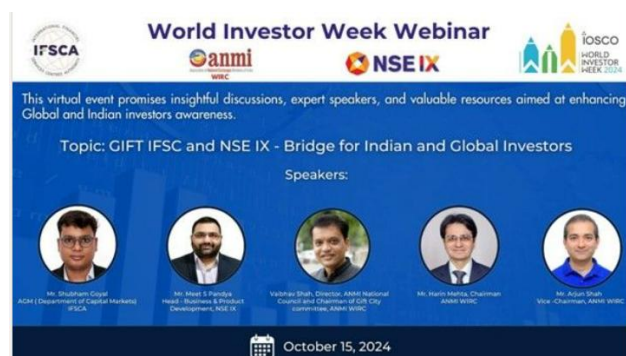 World Investor Week Webinar
IFSCA
anmi
WIRC
NSE IX
IOSCO
WORLD
INVESTOR
WEEK 2024
This virtual event promises insightful discussions, expert speakers, and valuable resources aimed at enhancing
Global and Indian investors awareness.
Topic: GIFT IFSC and NSE IX - Bridge for Indian and Global Investors
Speakers:
Mr. Shubham Goyal
AGM ( Department of Capital Markets)
IFSCA
Mr. Meet S Pandya
Head - Business & Product
Development, NSE IX
Vaibhav Shah, Director, ANMI National
Council and Chairman of Gift City
committee, ANMI WIRC
Mr. Harin Mehta, Chairman
ANMI WIRC
Mr. Arjun Shah
Vice -Chairman, ANMI WIRC
October 15, 2024